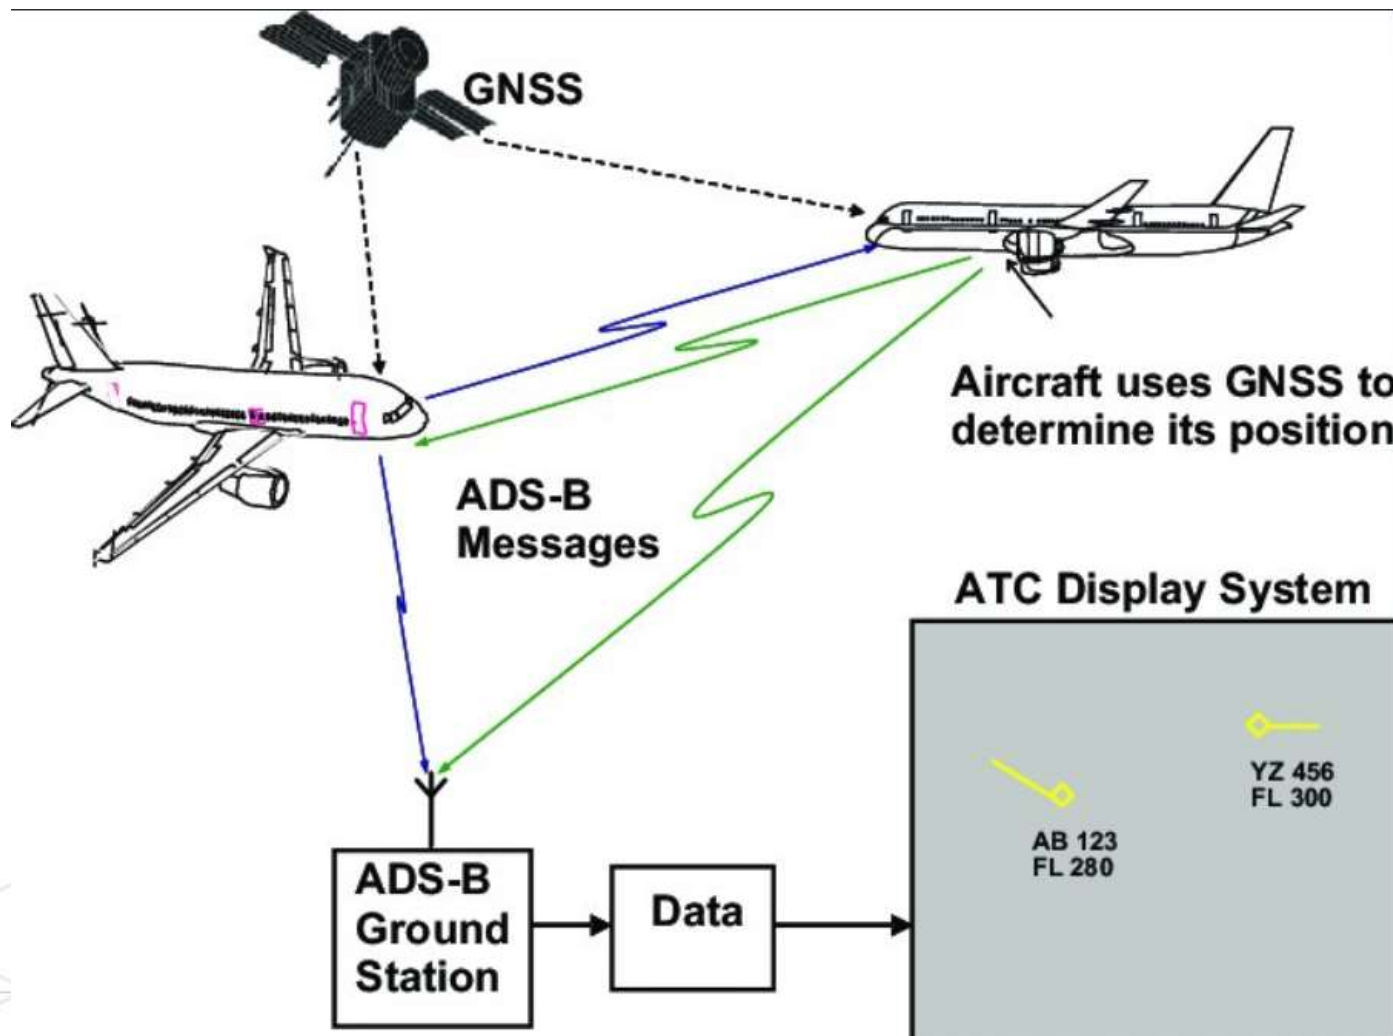 GNSS
Aircraft uses GNSS to
determine its position
ADS-B
Messages
ATC Display System
YZ 456
FL 300
AB 123
FL 280
ADS-B
Ground
Station
Data